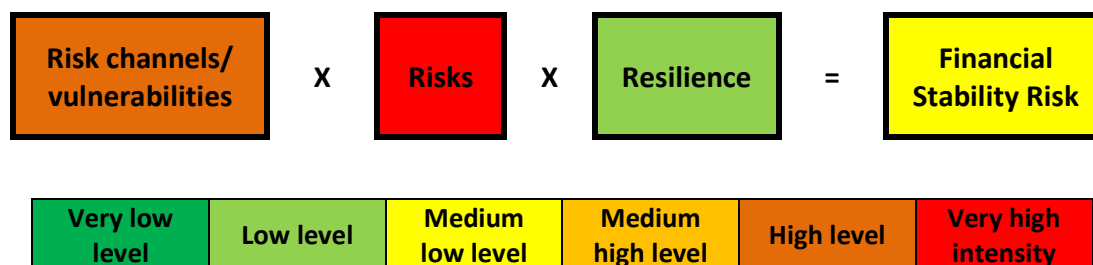 Risk channels/ vulnerabilities X Risks X Resilience = Financial Stability Risk
Very low level
Low level
Medium low level
Medium high level
High level
Very high intensity